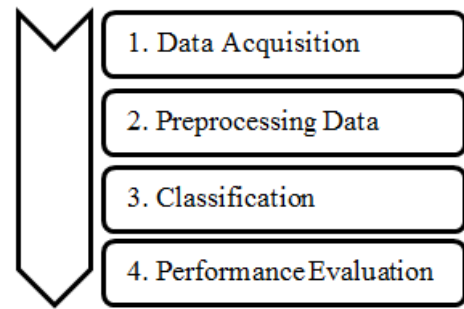 1. Data Acquisition
2. Preprocessing Data
3. Classification
4. Performance Evaluation